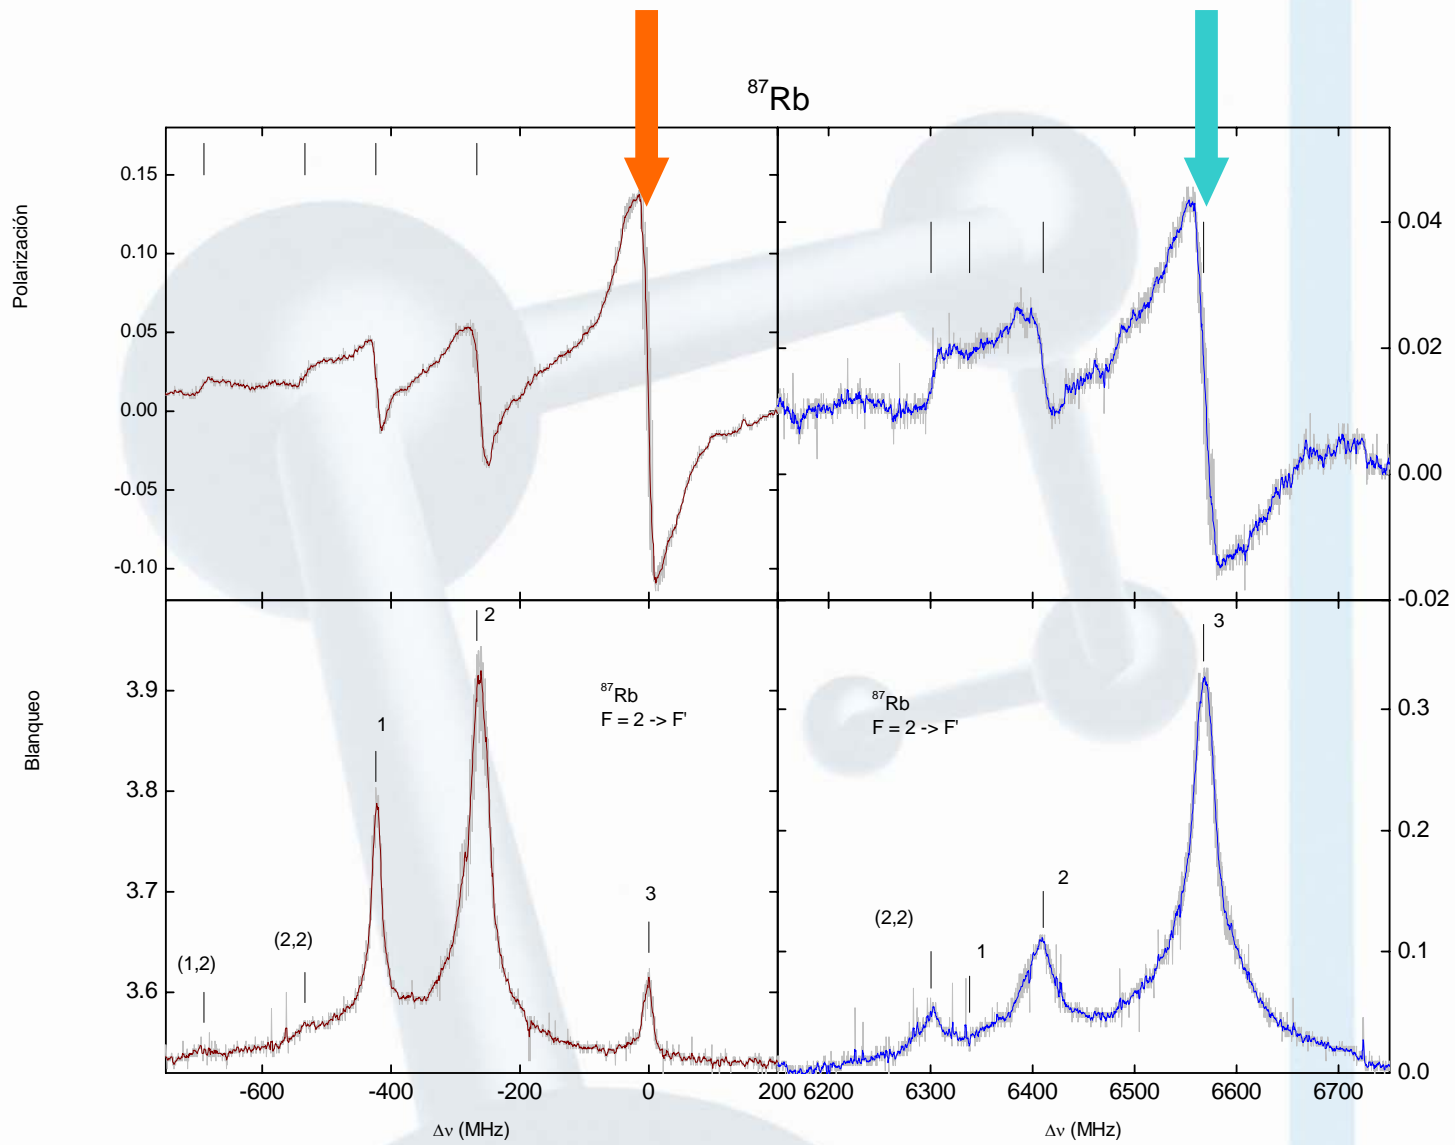 ⁸⁷Rb
Polarización
0.15
0.10
0.05
0.00
-0.05
-0.10
0.04
0.02
0.00
-0.02
Blanqueo
3.9
3.8
3.7
3.6
2
1
3
(2,2)
(1,2)
⁸⁷Rb
F = 2 -> F'
3
⁸⁷Rb
F = 2 -> F'
2
(2,2)
1
0.3
0.2
0.1
0.0
-600 -400 -200 0 200
6200 6300 6400 6500 6600 6700
Δν (MHz)
Δν (MHz)